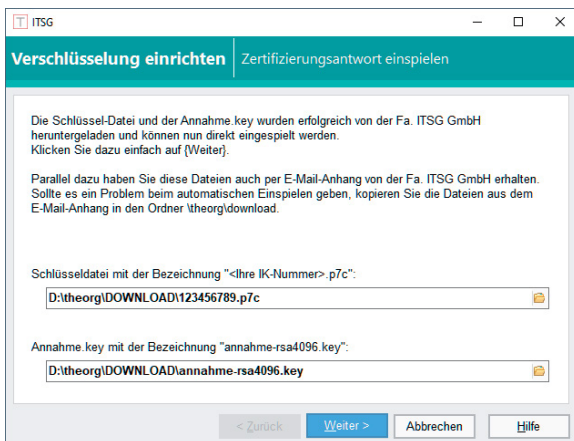 T ITSG
Verschlüsselung einrichten Zertifizierungsantwort einspielen
Die Schlüssel-Datei und der Annahme.key wurden erfolgreich von der Fa. ITSG GmbH
heruntergeladen und können nun direkt eingespielt werden.
Klicken Sie dazu einfach auf {Weiter}.
Parallel dazu haben Sie diese Dateien auch per E-Mail-Anhang von der Fa. ITSG GmbH erhalten.
Sollte es ein Problem beim automatischen Einspielen geben, kopieren Sie die Dateien aus dem
E-Mail-Anhang in den Ordner \theorg\download.
Schlüsseldatei mit der Bezeichnung "<Ihre IK-Nummer>.p7c":
D:\theorg\DOWNLOAD\123456789.p7c
Annahme.key mit der Bezeichnung "annahme-rsa4096.key":
D:\theorg\DOWNLOAD\annahme-rsa4096.key
< Zurück Weiter > Abbrechen Hilfe